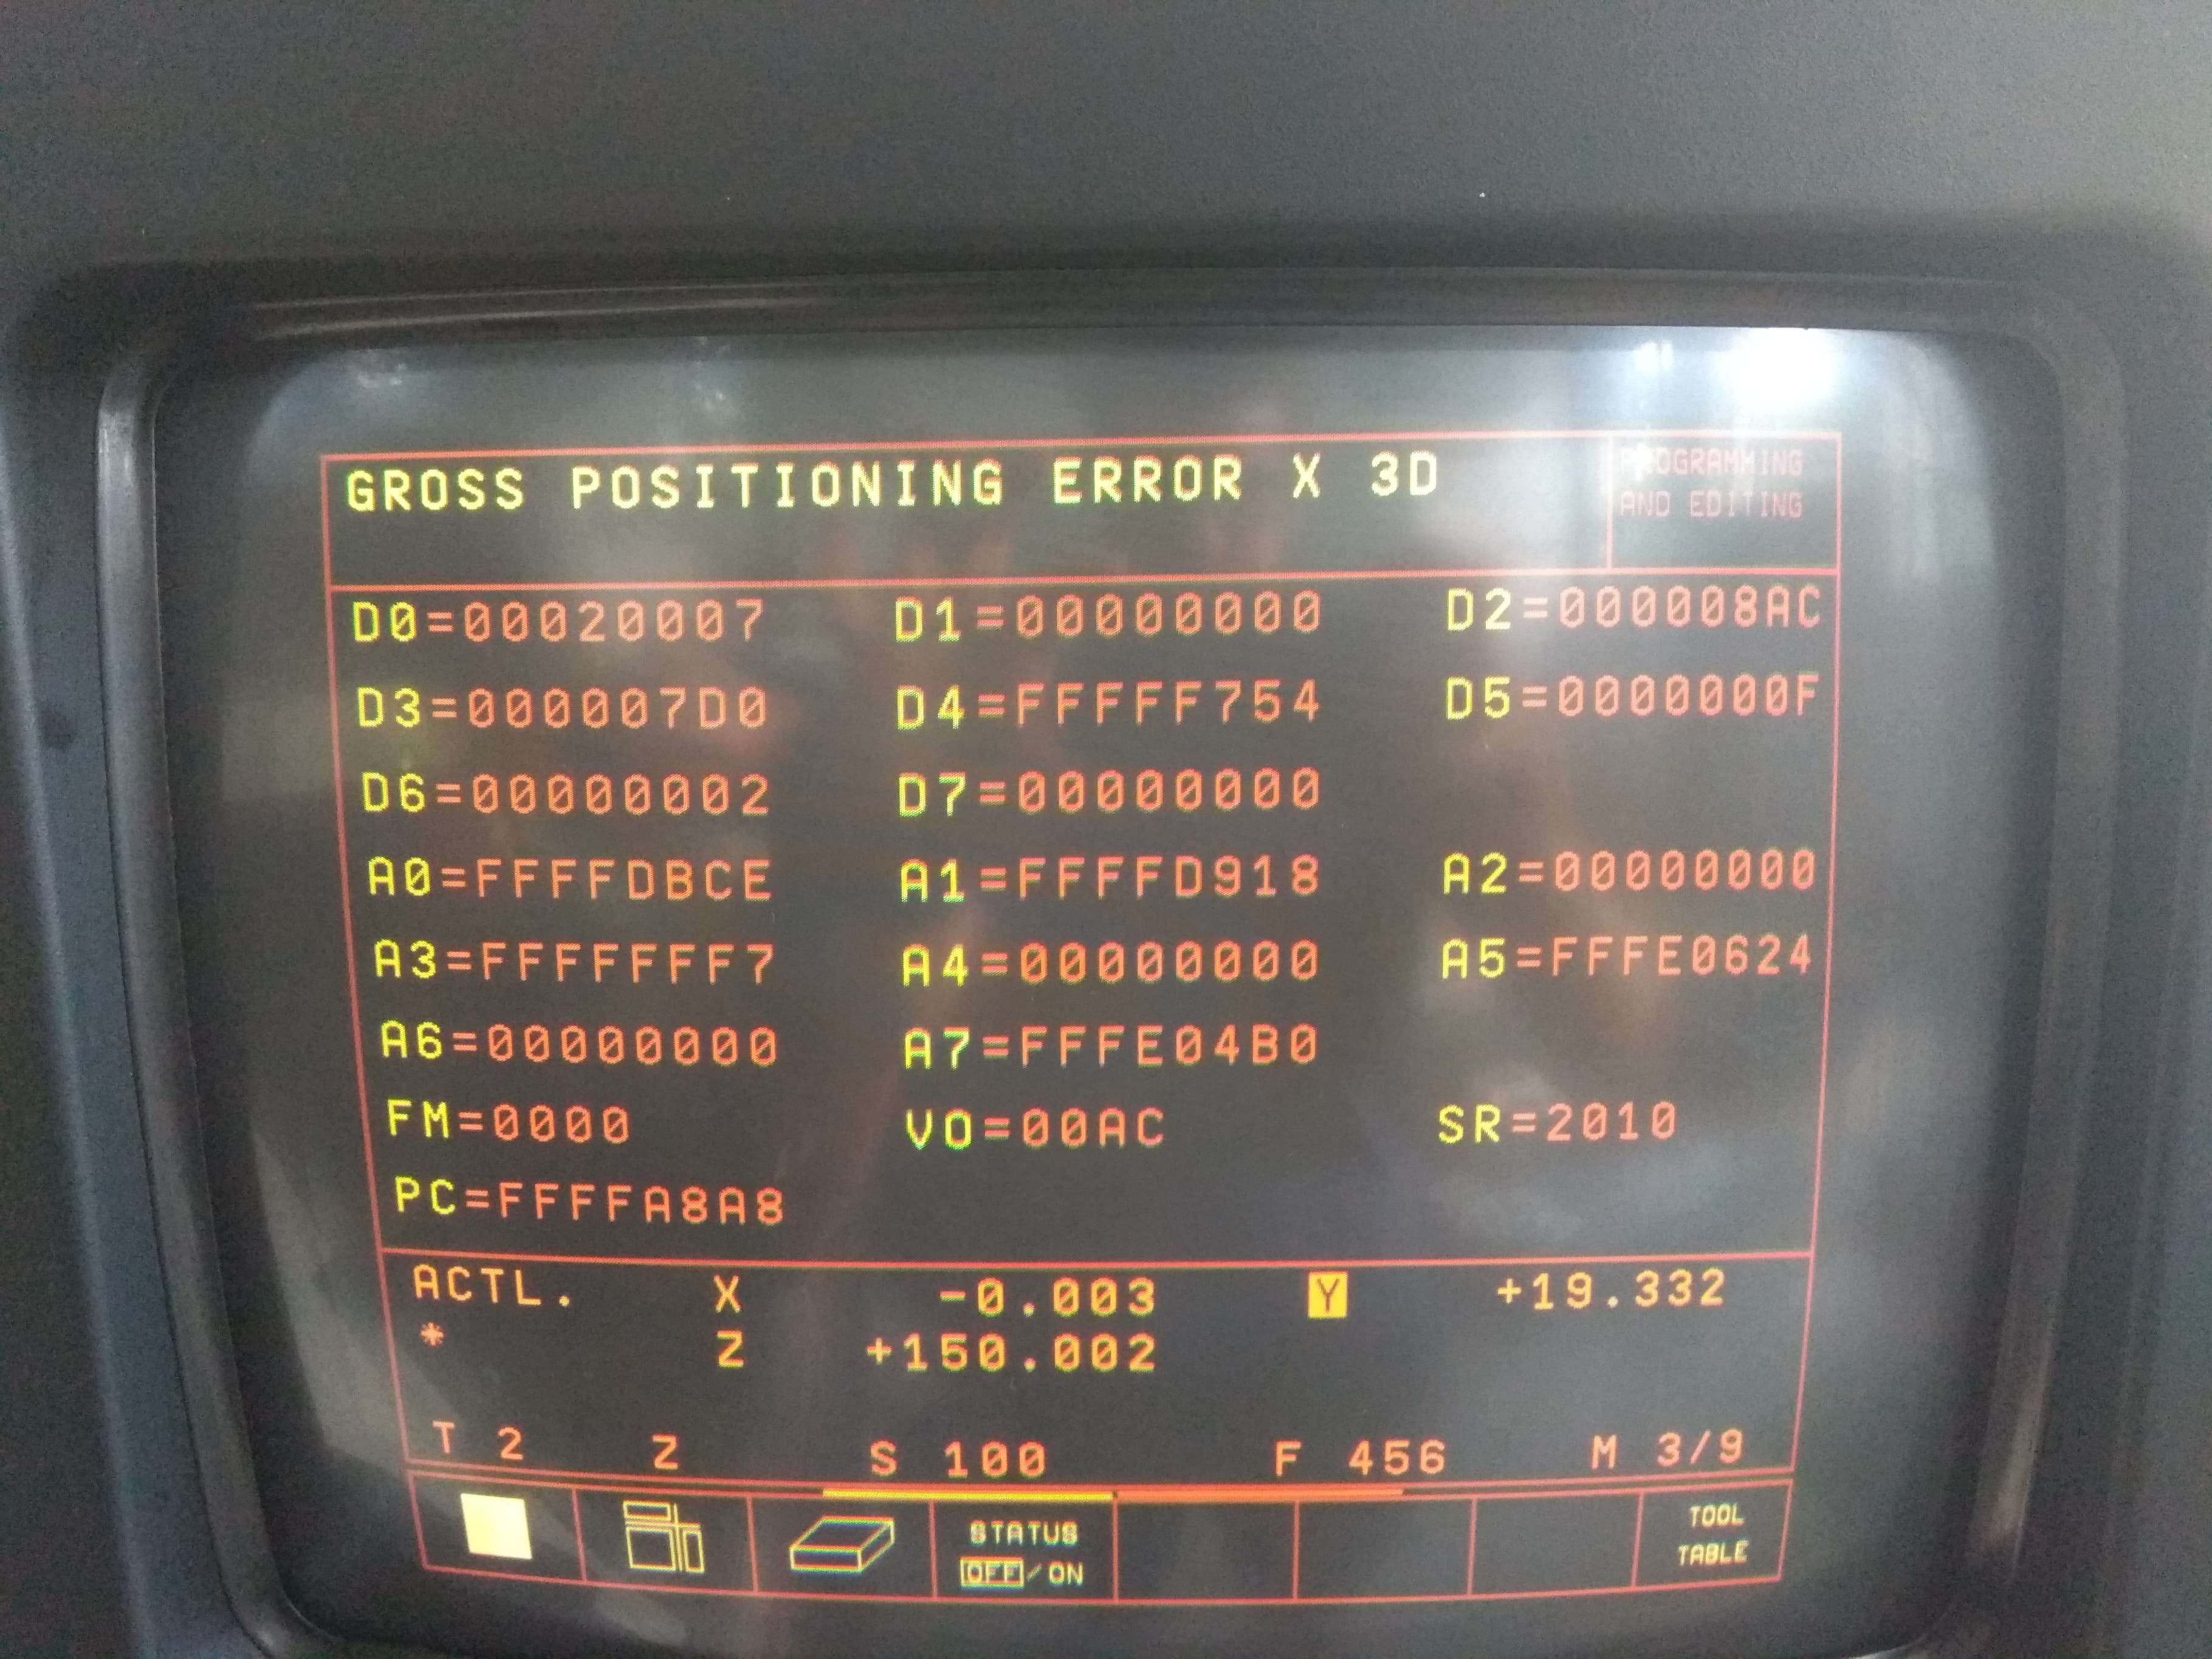 GROSS POSITIONING ERROR X 3D
PROGRAMMING
AND EDITING
D0=00020007 D1=00000000 D2=000008AC
D3=000007D0 D4=FFFFF754 D5=0000000F
D6=00000002 D7=00000000
A0=FFFFDBCE A1=FFFFD918 A2=00000000
A3=FFFFFFF7 A4=00000000 A5=FFFE0624
A6=00000000 A7=FFFE04B0
FM=0000 VO=00AC SR=2010
PC=FFFFA8A8
ACTL. X -0.003 Y +19.332
* Z +150.002
T 2 Z S 100 F 456 M 3/9
STATUS
OFF/ON
TOOL
TABLE